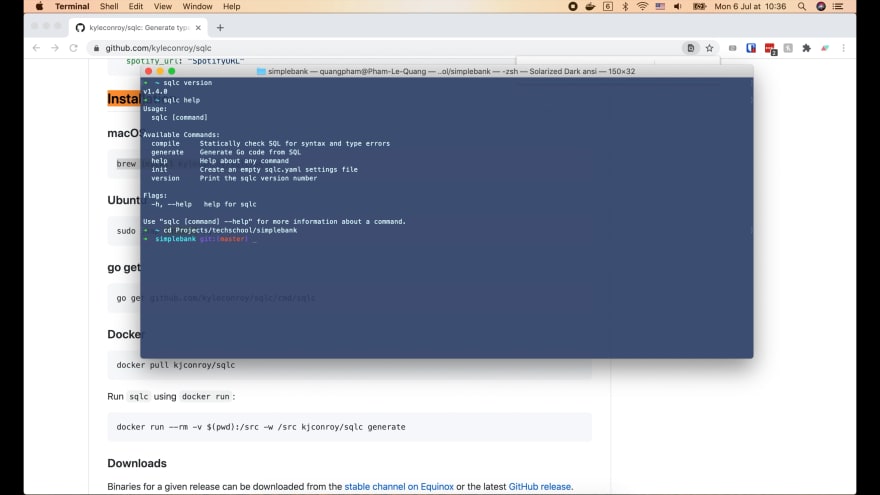 Terminal Shell Edit View Window Help
Mon 6 Jul at 10:36
kyleconroy/sqlc: Generate type
github.com/kyleconroy/sqlc
spotify_url: "SpotifyURL"
simplebank — quangpham@Pham-Le-Quang — ..ol/simplebank — -zsh — Solarized Dark ansi — 150×32
→ ~ sqlc version
v1.4.0
→ ~ sqlc help
Usage:
sqlc [command]
Available Commands:
compile Statically check SQL for syntax and type errors
generate Generate Go code from SQL
help Help about any command
init Create an empty sqlc.yaml settings file
version Print the sqlc version number
Flags:
-h, --help help for sqlc
Use "sqlc [command] --help" for more information about a command.
→ ~ cd Projects/techschool/simplebank
→ simplebank git:(master) _
Instal
macOS
brew
Ubuntu
sudo
go get
go get github.com/kyleconroy/sqlc/cmd/sqlc
Docker
docker pull kjconroy/sqlc
Run sqlc using docker run:
docker run --rm -v $(pwd):/src -w /src kjconroy/sqlc generate
Downloads
Binaries for a given release can be downloaded from the stable channel on Equinox or the latest GitHub release.